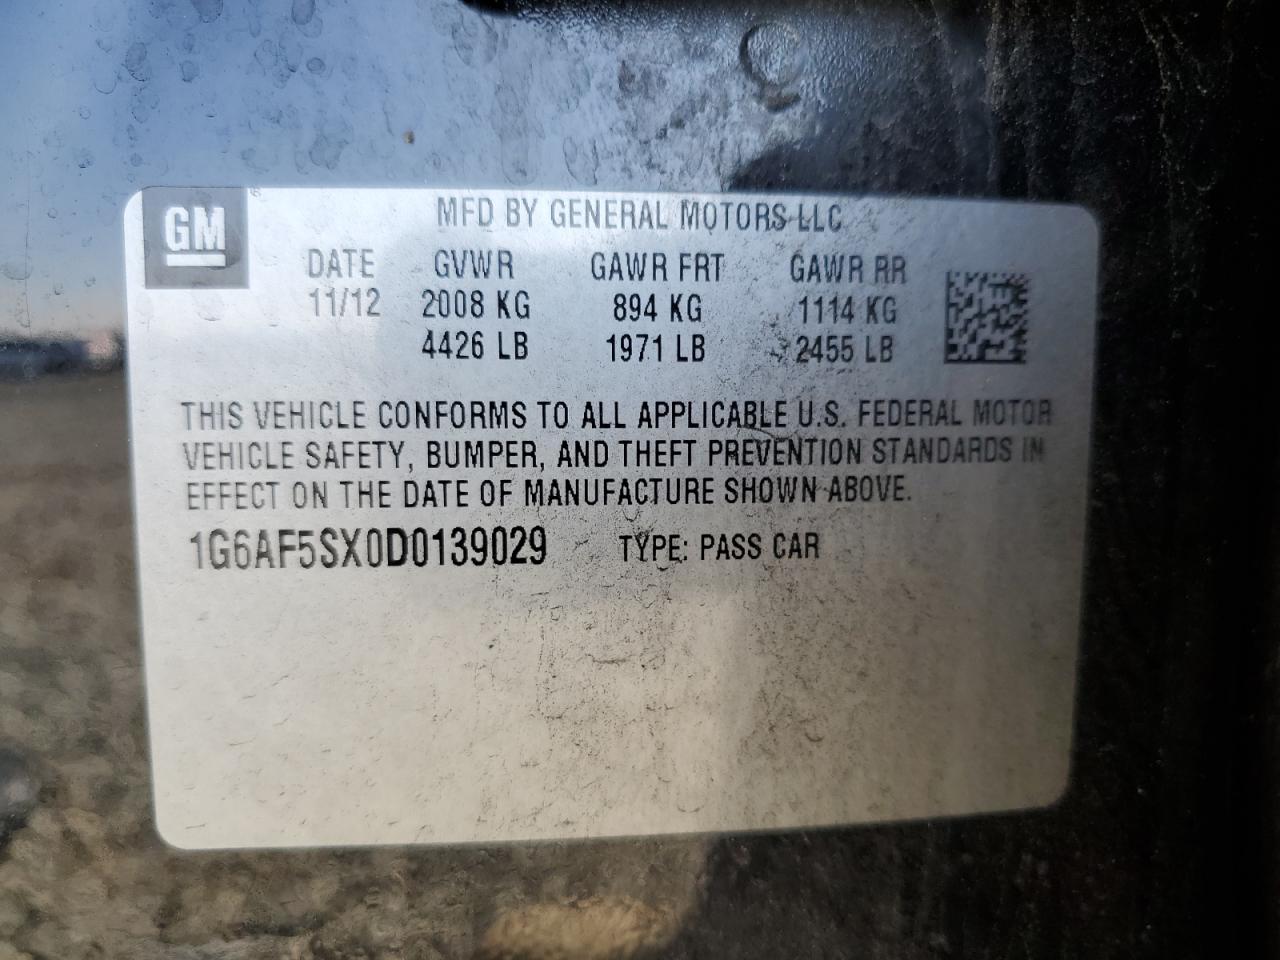 GM
MFD BY GENERAL MOTORS LLC
DATE GVWR GAWR FRT GAWR RR
11/12 2008 KG 894 KG 1114 KG
4426 LB 1971 LB 2455 LB
THIS VEHICLE CONFORMS TO ALL APPLICABLE U.S. FEDERAL MOTOR
VEHICLE SAFETY, BUMPER, AND THEFT PREVENTION STANDARDS IN
EFFECT ON THE DATE OF MANUFACTURE SHOWN ABOVE.
1G6AF5SX0D0139029 TYPE: PASS CAR